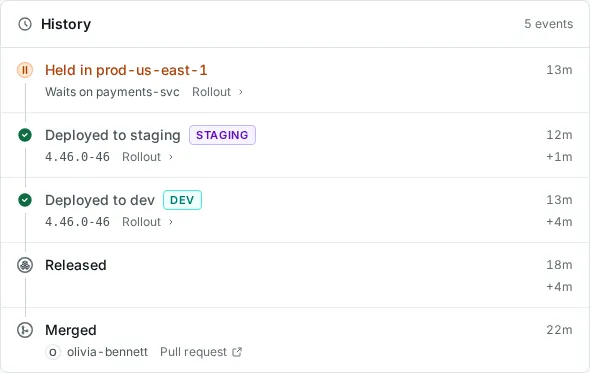 History 5 events
Held in prod-us-east-1 13m
Waits on payments-svc Rollout
Deployed to staging STAGING 12m
4.46.0-46 Rollout +1m
Deployed to dev DEV 13m
4.46.0-46 Rollout +4m
Released 18m
+4m
Merged 22m
O olivia-bennett Pull request